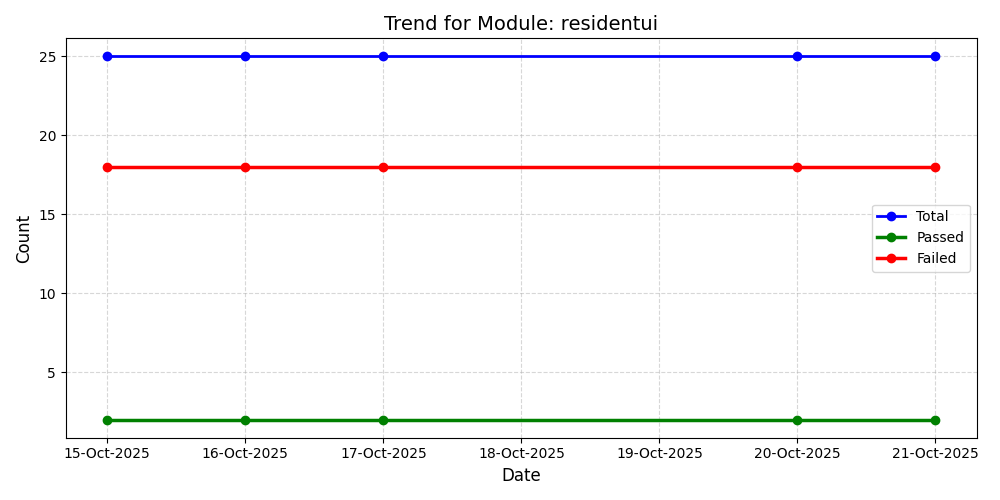 Trend for Module: residentui
25
20
15
10
5
Count
Total
Passed
Failed
15-Oct-2025 16-Oct-2025 17-Oct-2025 18-Oct-2025 19-Oct-2025 20-Oct-2025 21-Oct-2025
Date